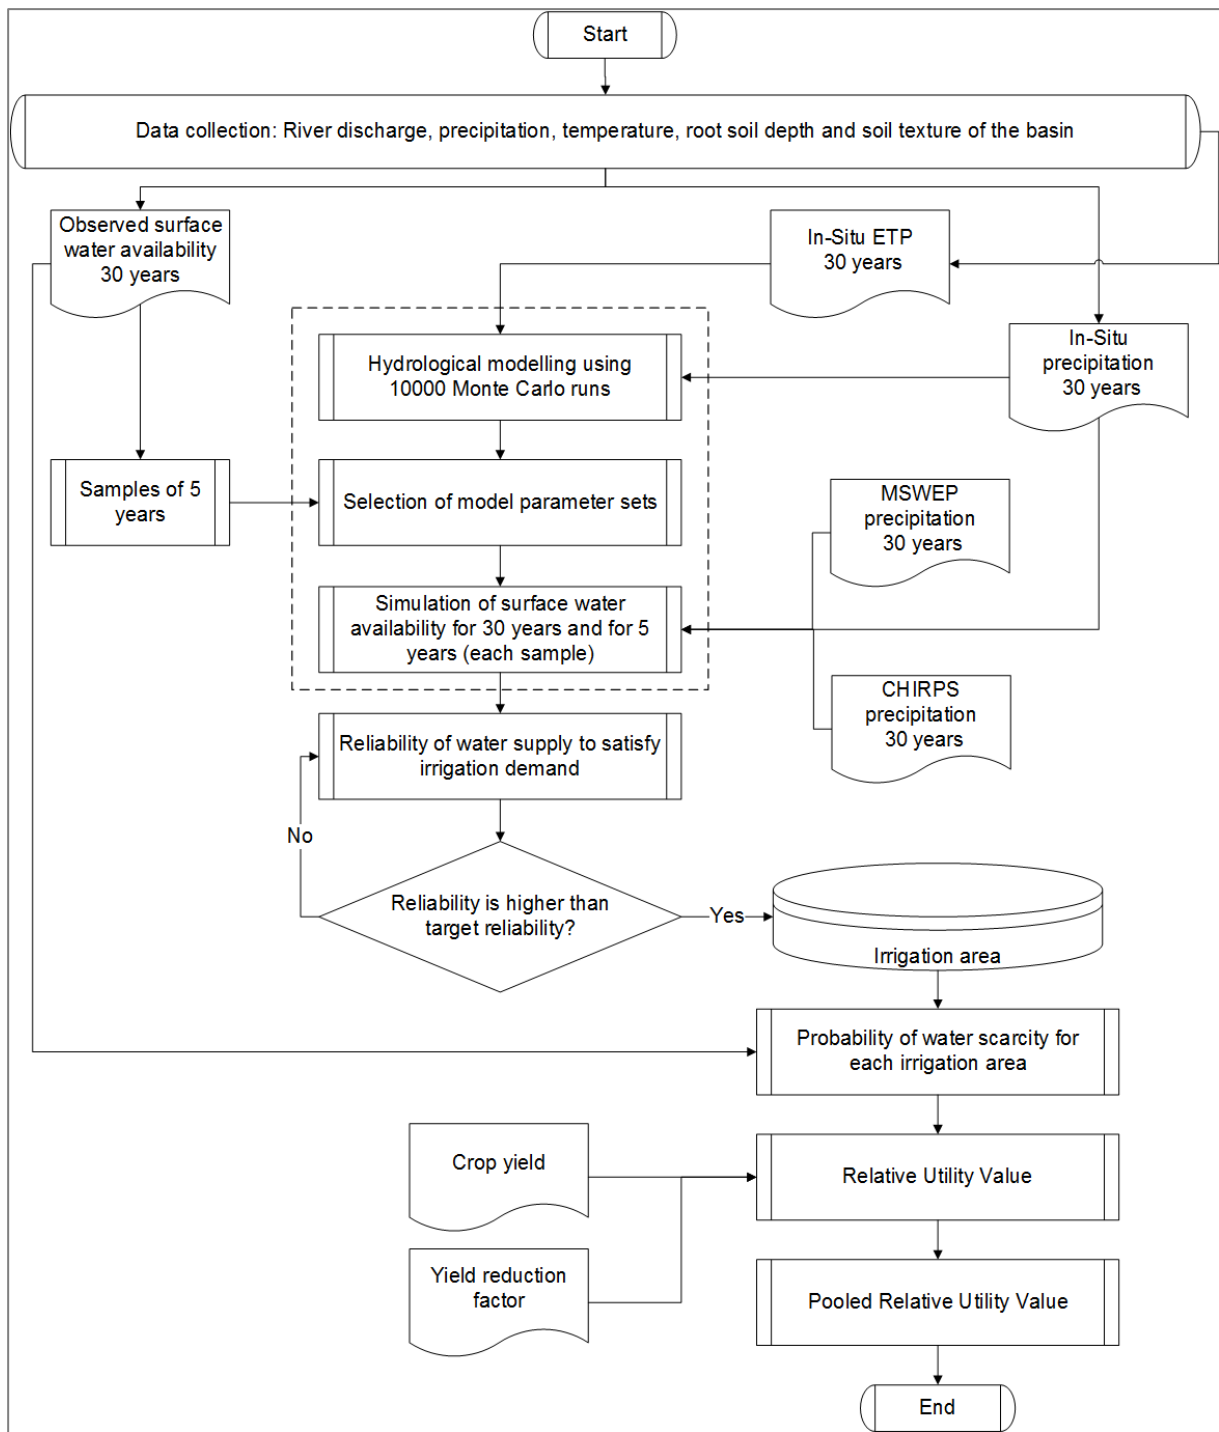 Start
Data collection: River discharge, precipitation, temperature, root soil depth and soil texture of the basin
Observed surface
water availability
30 years
In-Situ ETP
30 years
In-Situ
precipitation
30 years
Hydrological modelling using
10000 Monte Carlo runs
Samples of 5
years
Selection of model parameter sets
MSWEP
precipitation
30 years
Simulation of surface water
availability for 30 years and for 5
years (each sample)
CHIRPS
precipitation
30 years
Reliability of water supply to satisfy
irrigation demand
No
Reliability is higher than
target reliability?
Yes
Irrigation area
Probability of water scarcity for
each irrigation area
Crop yield
Relative Utility Value
Yield reduction
factor
Pooled Relative Utility Value
End